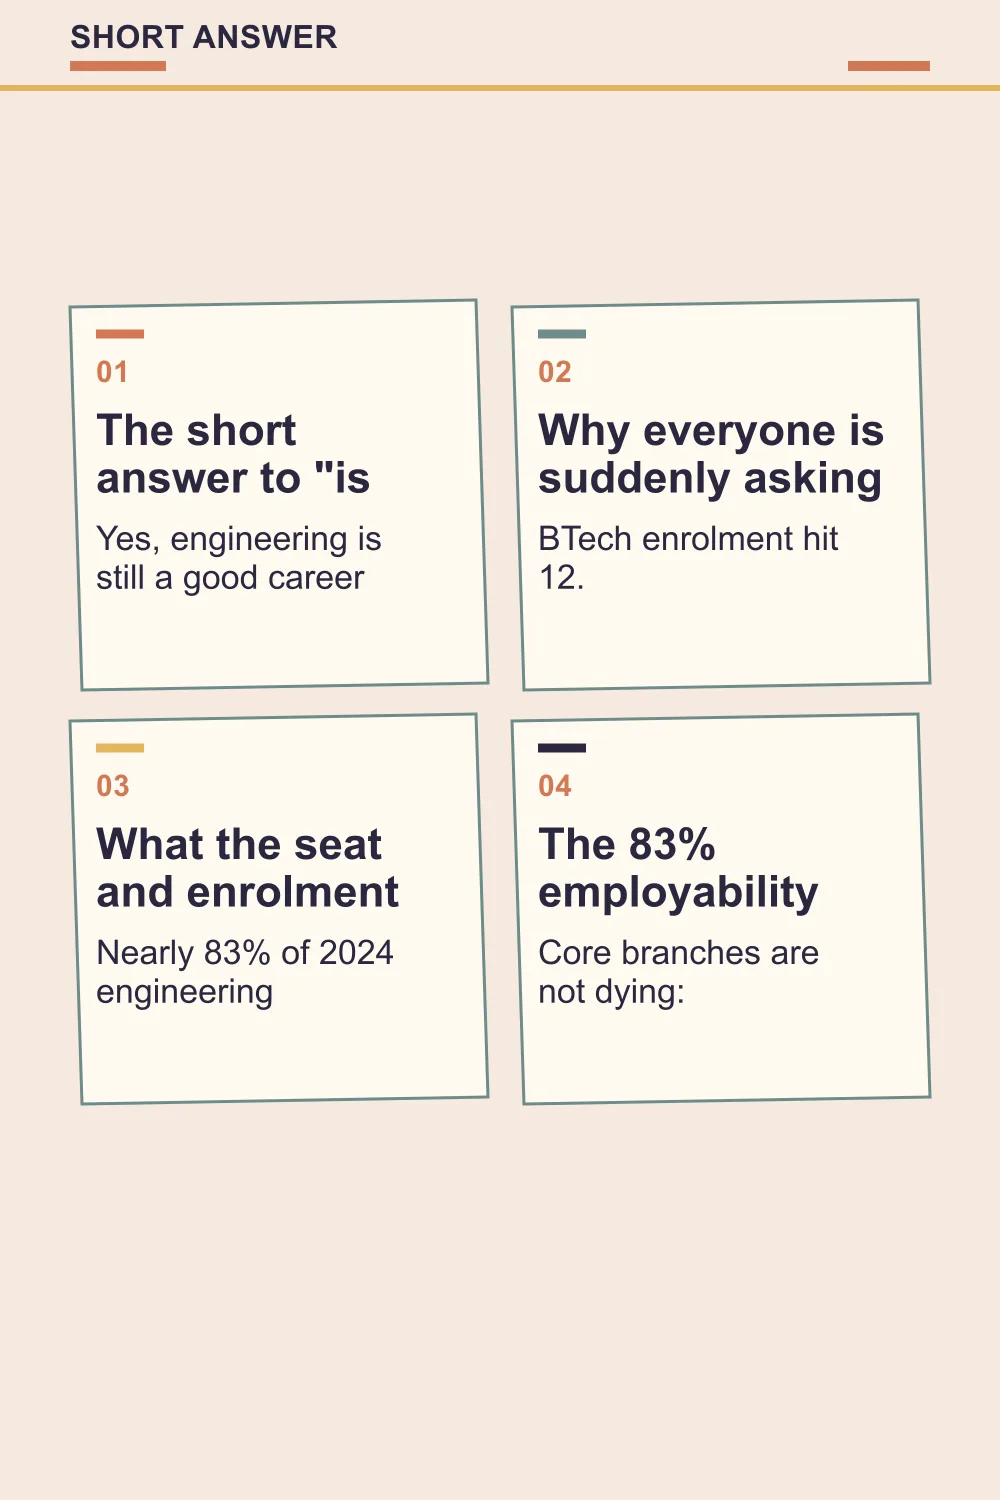 SHORT ANSWER
01
The short
answer to "is
Yes, engineering is
still a good career
02
Why everyone is
suddenly asking
BTech enrolment hit
12.
03
What the seat
and enrolment
Nearly 83% of 2024
engineering
04
The 83%
employability
Core branches are
not dying: